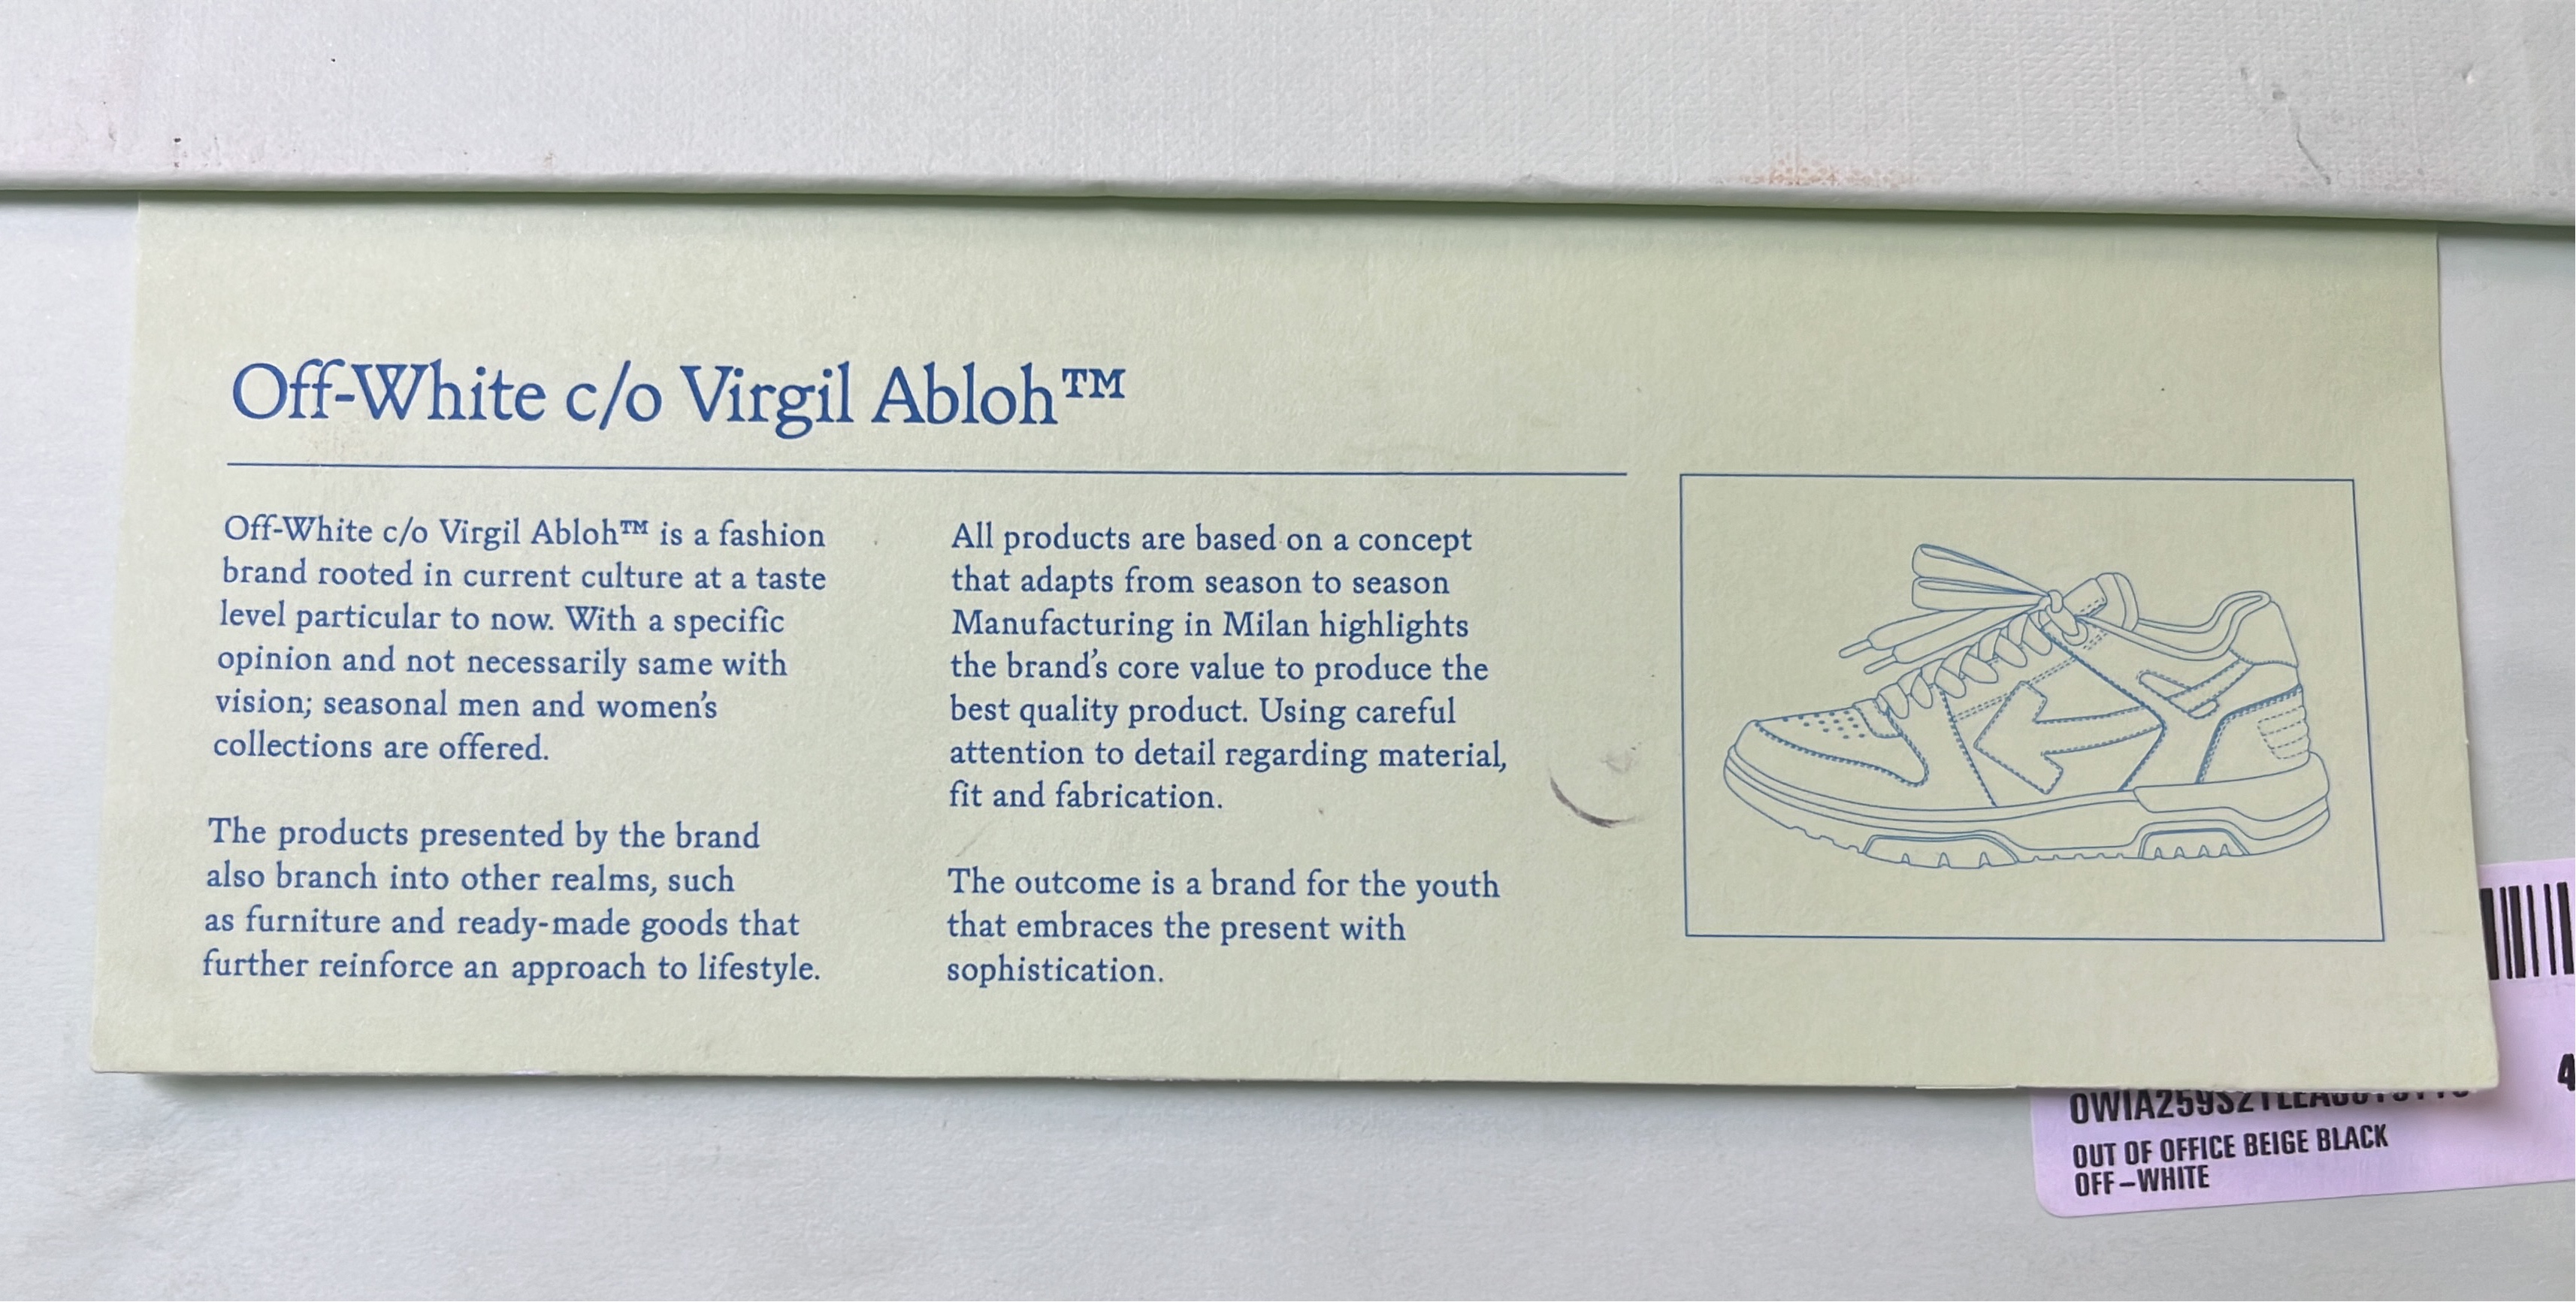 Off-White c/o Virgil Abloh™
Off-White c/o Virgil Abloh™ is a fashion
brand rooted in current culture at a taste
level particular to now. With a specific
opinion and not necessarily same with
vision; seasonal men and women's
collections are offered.
The products presented by the brand
also branch into other realms, such
as furniture and ready-made goods that
further reinforce an approach to lifestyle.
All products are based on a concept
that adapts from season to season
Manufacturing in Milan highlights
the brand's core value to produce the
best quality product. Using careful
attention to detail regarding material,
fit and fabrication.
The outcome is a brand for the youth
that embraces the present with
sophistication.
OUT OF OFFICE BEIGE BLACK
OFF-WHITE